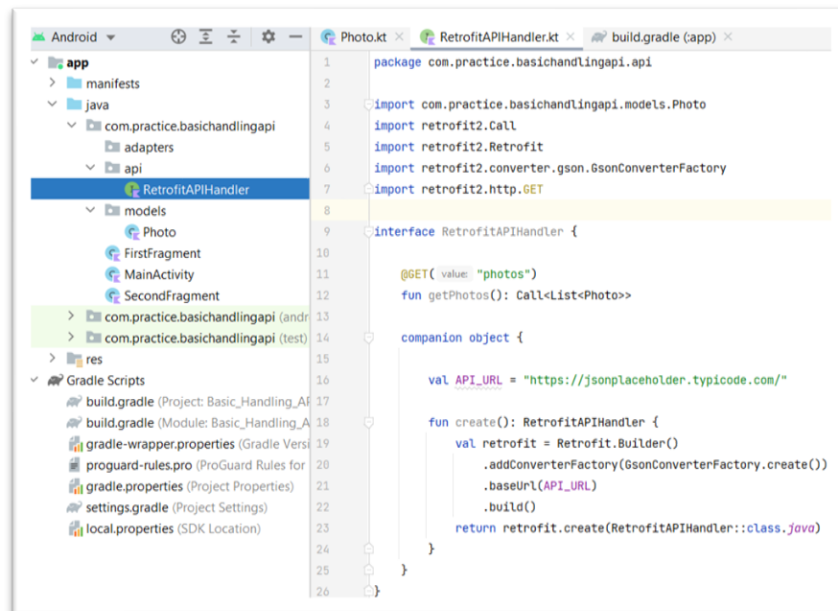 Android
app
manifests
java
com.practice.basichandlingapi
adapters
api
RetrofitAPIHandler
models
Photo
FirstFragment
MainActivity
SecondFragment
com.practice.basichandlingapi (andr
com.practice.basichandlingapi (test)
res
Gradle Scripts
build.gradle (Project: Basic_Handling_AP
build.gradle (Module: Basic_Handling_A
gradle-wrapper.properties (Gradle Versi
proguard-rules.pro (ProGuard Rules for
gradle.properties (Project Properties)
settings.gradle (Project Settings)
local.properties (SDK Location)
Photo.kt RetrofitAPIHandler.kt build.gradle (:app)
1 package com.practice.basichandlingapi.api
2
3 import com.practice.basichandlingapi.models.Photo
4 import retrofit2.Call
5 import retrofit2.Retrofit
6 import retrofit2.converter.gson.GsonConverterFactory
7 import retrofit2.http.GET
8
9 interface RetrofitAPIHandler {
10
11 @GET( value: "photos")
12 fun getPhotos(): Call<List<Photo>>
13
14 companion object {
15
16 val API_URL = "https://jsonplaceholder.typicode.com/"
17
18 fun create(): RetrofitAPIHandler {
19 val retrofit = Retrofit.Builder()
20 .addConverterFactory(GsonConverterFactory.create())
21 .baseUrl(API_URL)
22 .build()
23 return retrofit.create(RetrofitAPIHandler::class.java)
24 }
25 }
26 }